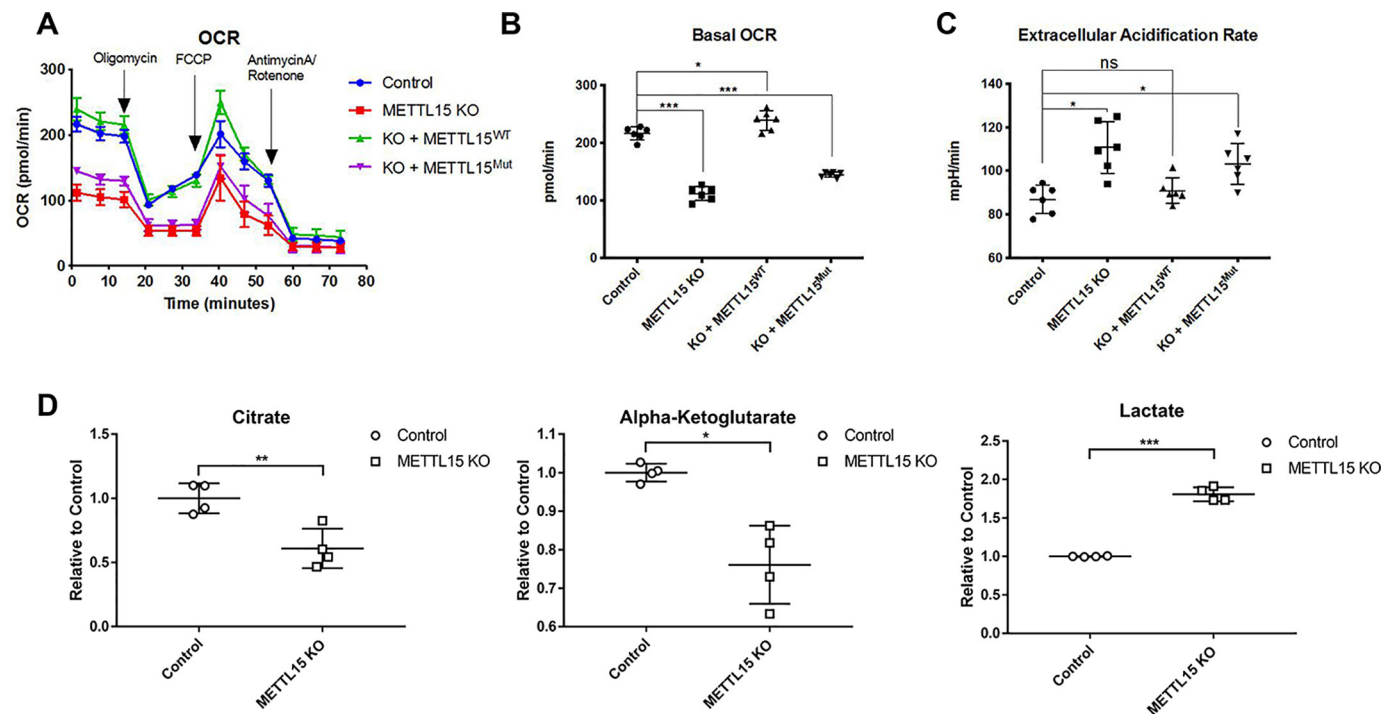 A
OCR
Oligomycin
FCCP
AntimycinA/
Rotenone
OCR (pmol/min)
300
200
100
0
0 10 20 30 40 50 60 70 80
Time (minutes)
Control
METTL15 KO
KO + METTL15WT
KO + METTL15Mut
B
Basal OCR
*
***
***
pmol/min
300
200
100
0
Control
METTL15 KO
KO + METTL15WT
KO + METTL15Mut
C
Extracellular Acidification Rate
ns
*
*
mpH/min
140
120
100
80
60
Control
METTL15 KO
KO + METTL15WT
KO + METTL15Mut
D
Citrate
**
Relative to Control
1.5
1.0
0.5
0.0
Control
METTL15 KO
Control
METTL15 KO
Alpha-Ketoglutarate
*
Relative to Control
1.1
1.0
0.9
0.8
0.7
0.6
Control
METTL15 KO
Control
METTL15 KO
Lactate
***
Relative to Control
2.5
2.0
1.5
1.0
0.5
0.0
Control
METTL15 KO
Control
METTL15 KO